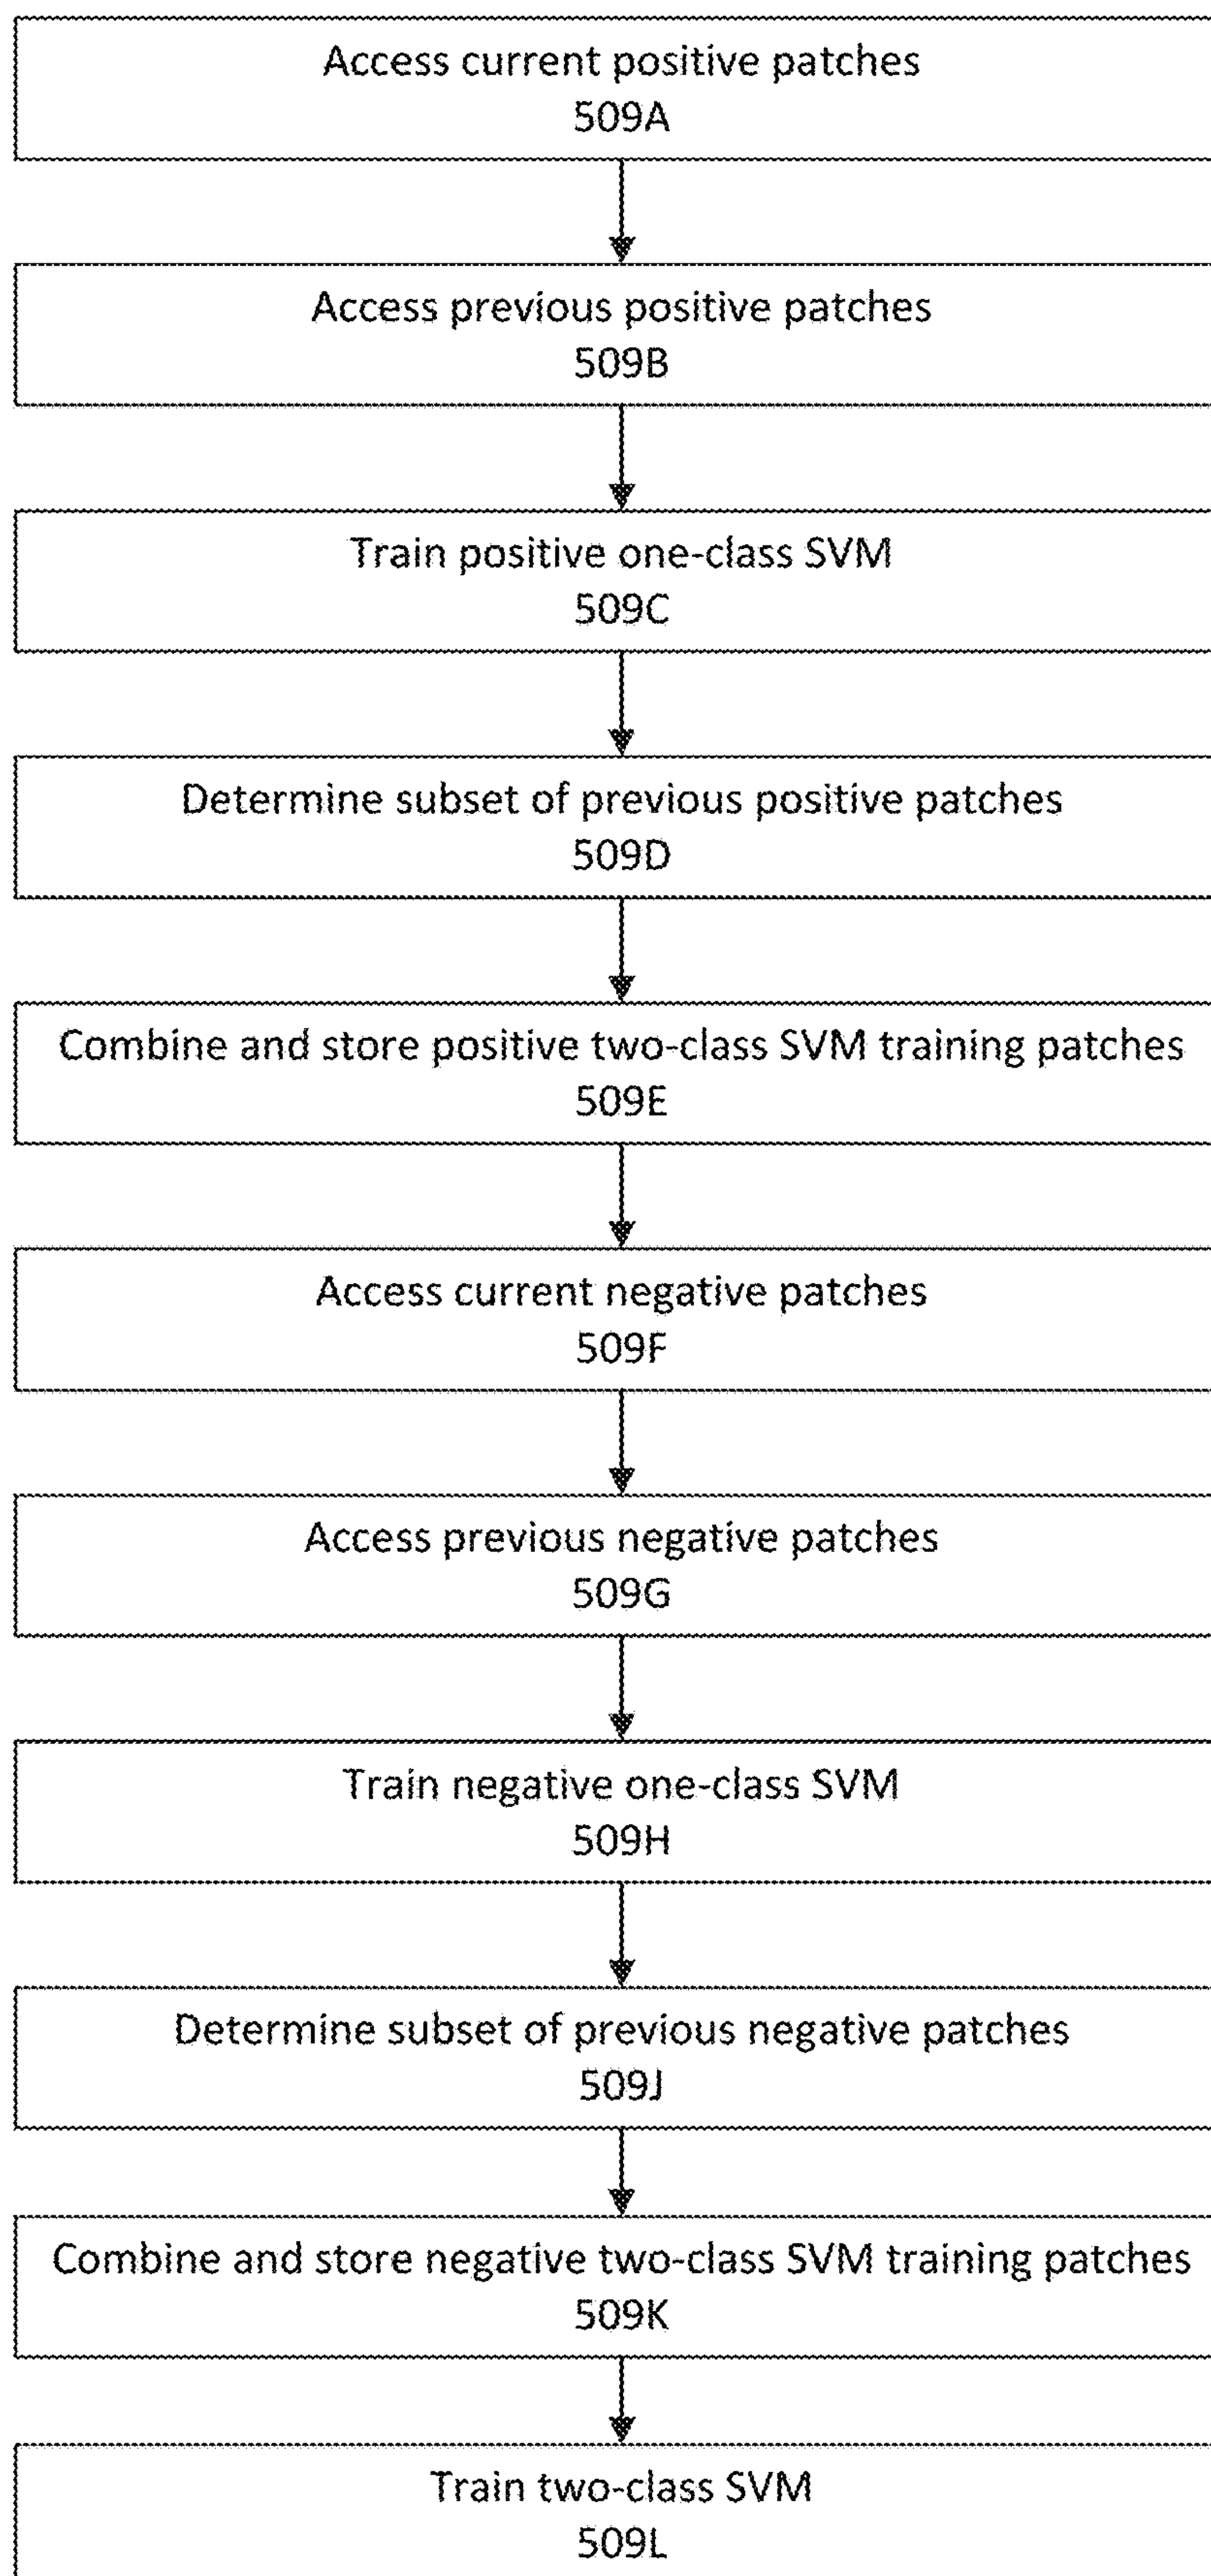 Access current positive patches
509A
Access previous positive patches
509B
Train positive one-class SVM
509C
Determine subset of previous positive patches
509D
Combine and store positive two-class SVM training patches
509E
Access current negative patches
509F
Access previous negative patches
509G
Train negative one-class SVM
509H
Determine subset of previous negative patches
509J
Combine and store negative two-class SVM training patches
509K
Train two-class SVM
509L